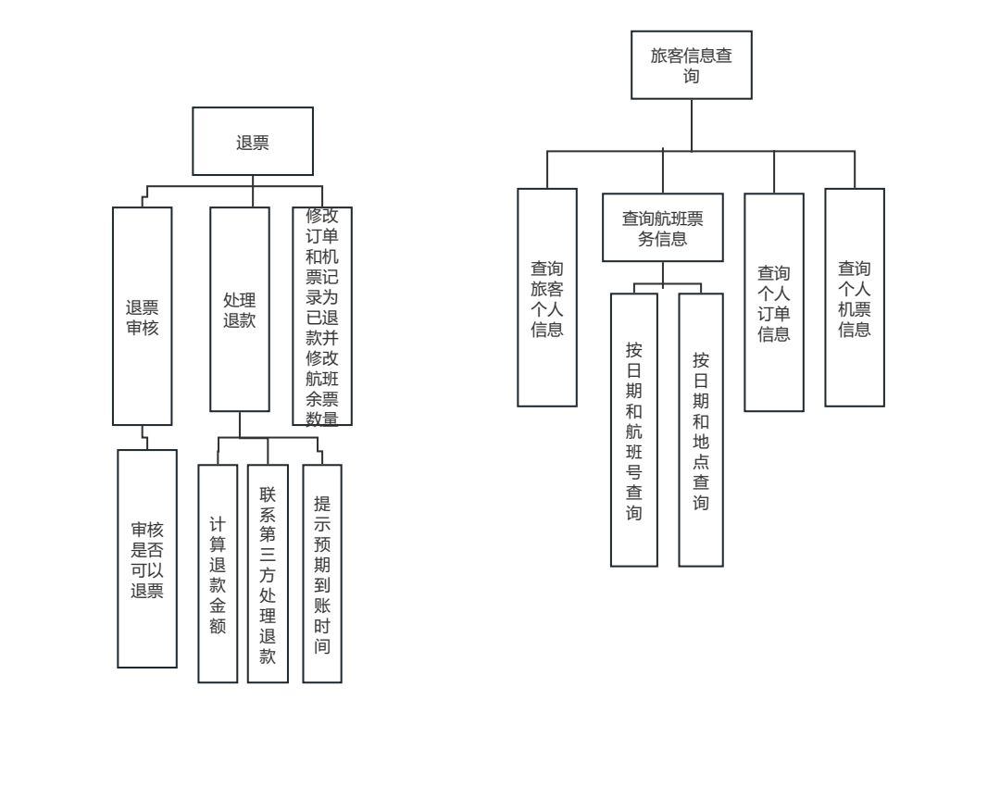 旅客信息查
询
退票
退票
审核
处理
退款
修改
订单
和机
票记
录为
已退
款并
修改
航班
余票
数量
审核
是否
可以
退票
计
算
退
款
金
额
联
系
第
三
方
处
理
退
款
提
示
预
期
到
账
时
间
查询
旅客
个人
信息
查询航班票
务信息
按
日
期
和
航
班
号
查
询
按
日
期
和
地
点
查
询
查询
个人
订单
信息
查询
个人
机票
信息